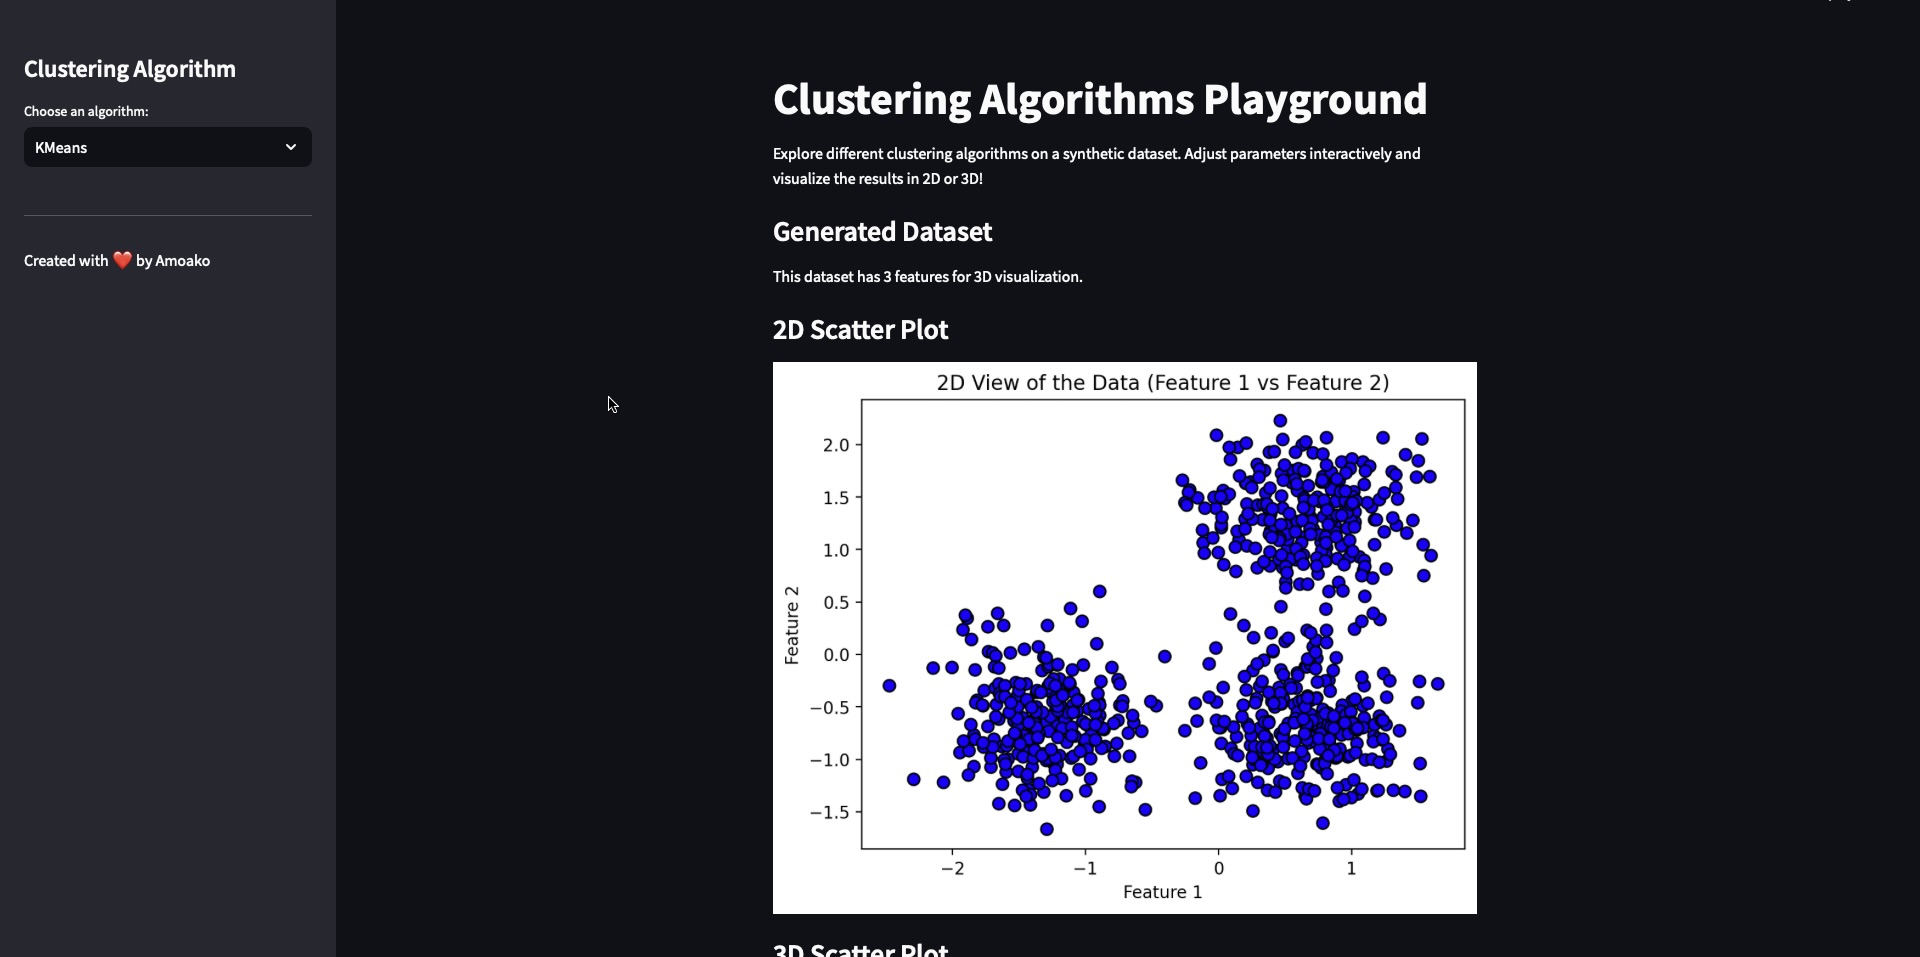 Clustering Algorithm
Choose an algorithm:
KMeans
Created with ❤️ by Amoako
Clustering Algorithms Playground
Explore different clustering algorithms on a synthetic dataset. Adjust parameters interactively and
visualize the results in 2D or 3D!
Generated Dataset
This dataset has 3 features for 3D visualization.
2D Scatter Plot
2D View of the Data (Feature 1 vs Feature 2)
2.0
1.5
1.0
0.5
0.0
−0.5
−1.0
−1.5
Feature 2
−2 −1 0 1
Feature 1
3D Scatter Plot